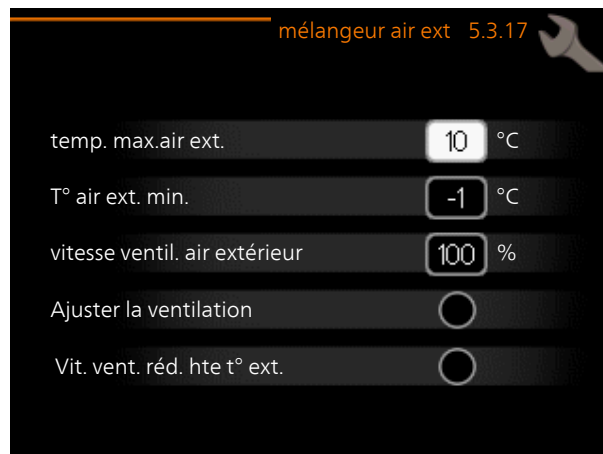 mélangeur air ext 5.3.17
temp. max.air ext. 10 °C
T° air ext. min. -1 °C
vitesse ventil. air extérieur 100 %
Ajuster la ventilation
Vit. vent. réd. hte t° ext.